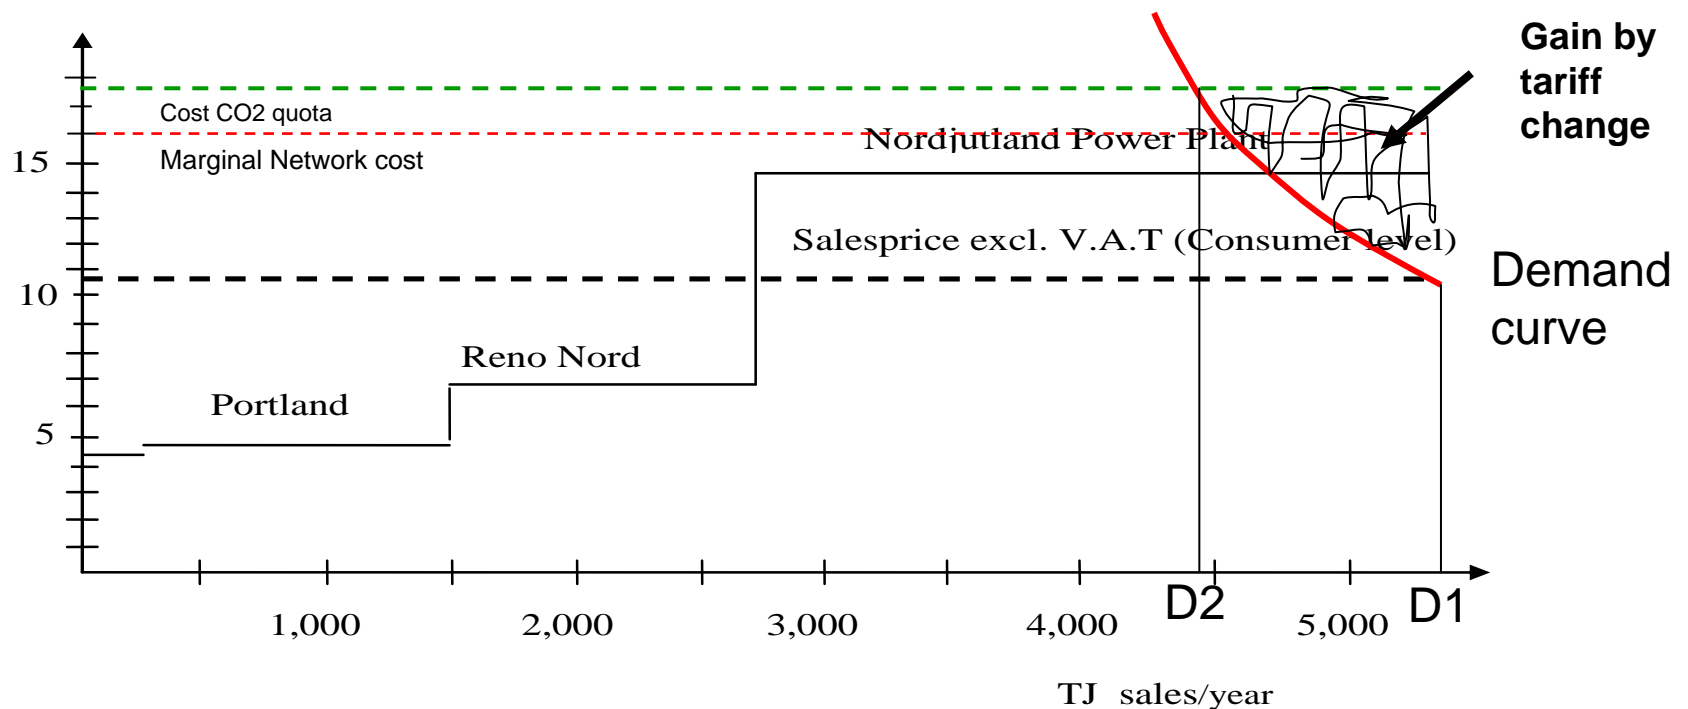 Gain by
tariff
change
Cost CO2 quota
Nordjutland Power Plant
15
Marginal Network cost
Salesprice excl. V.A.T (Consumer level)
Demand
curve
10
Reno Nord
Portland
5
D2
D1
1,000
2,000
3,000
4,000
5,000
TJ sales/year